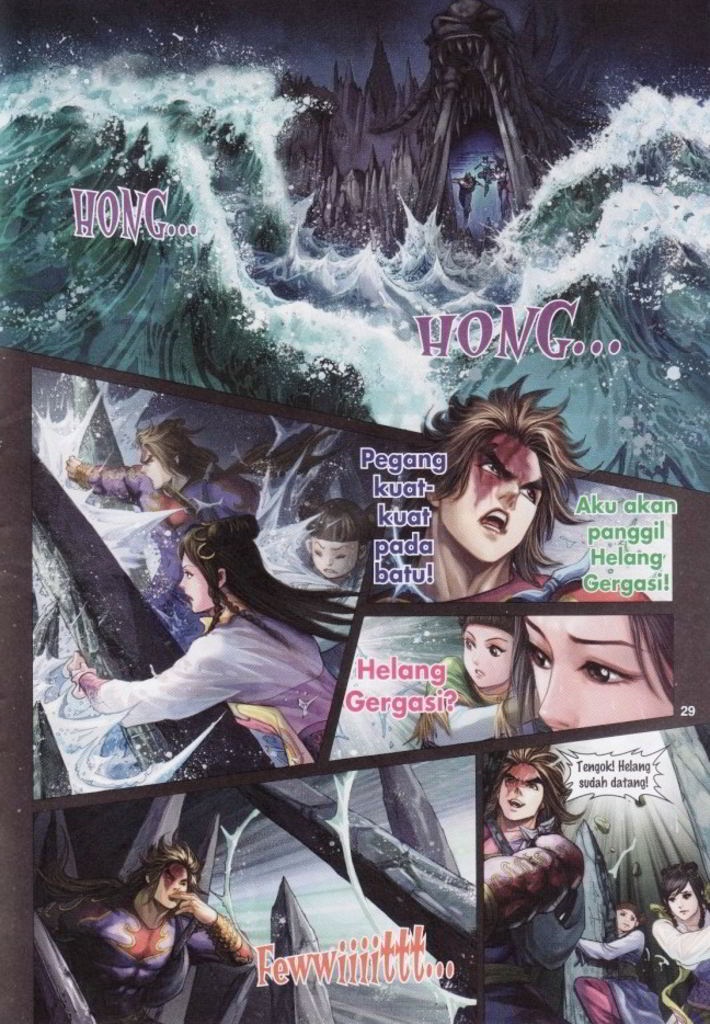 HONG...
HONG...
Pegang
kuat-
kuat
pada
batu!
Aku akan
panggil
Helang
Gergasi!
Helang
Gergasi?
29
Tengok! Helang
sudah datang!
Fewwiiiittt...